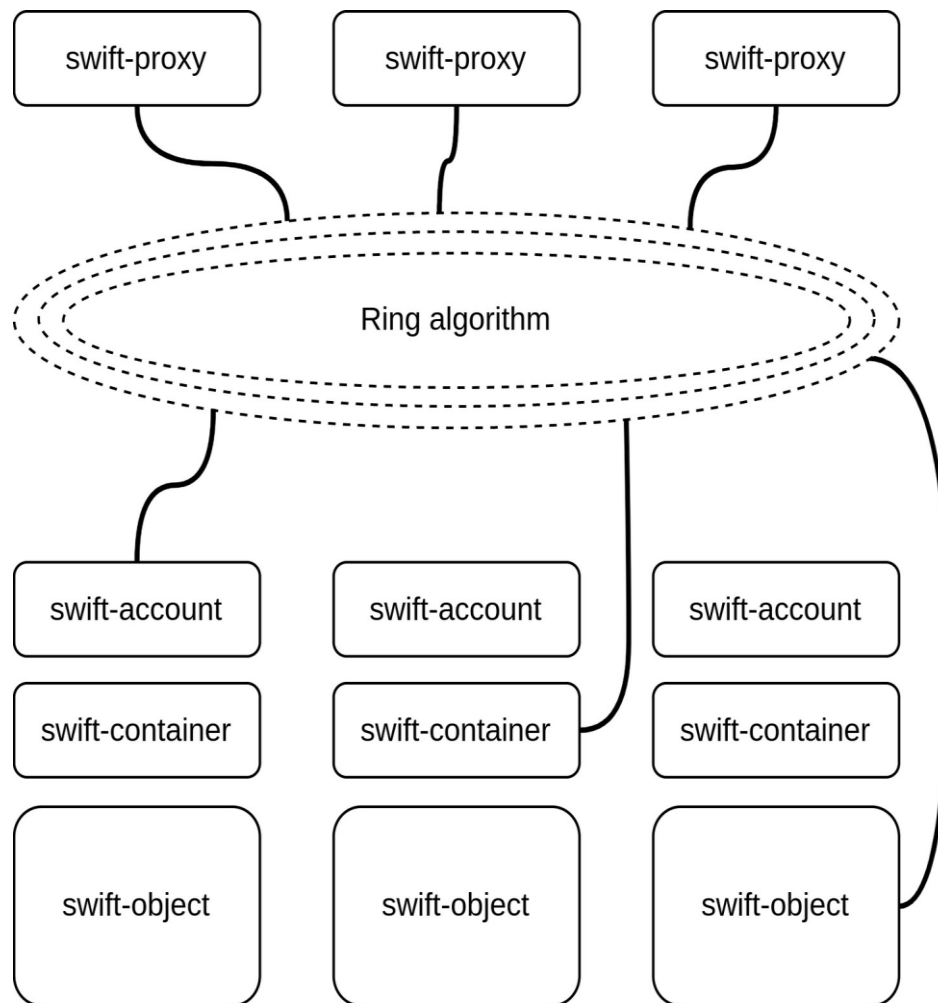 swift-proxy
swift-proxy
swift-proxy
Ring algorithm
swift-account
swift-account
swift-account
swift-container
swift-container
swift-container
swift-object
swift-object
swift-object